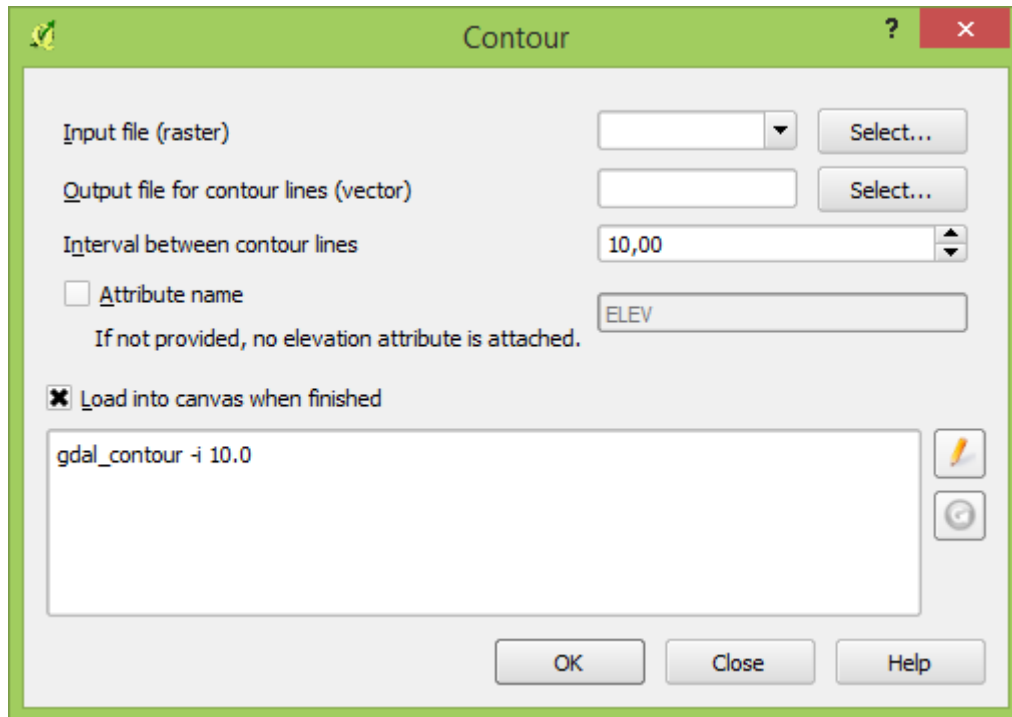 Contour
?
Input file (raster)
Select...
Output file for contour lines (vector)
Select...
Interval between contour lines
10,00
Attribute name
ELEV
If not provided, no elevation attribute is attached.
Load into canvas when finished
gdal_contour -i 10.0
OK
Close
Help